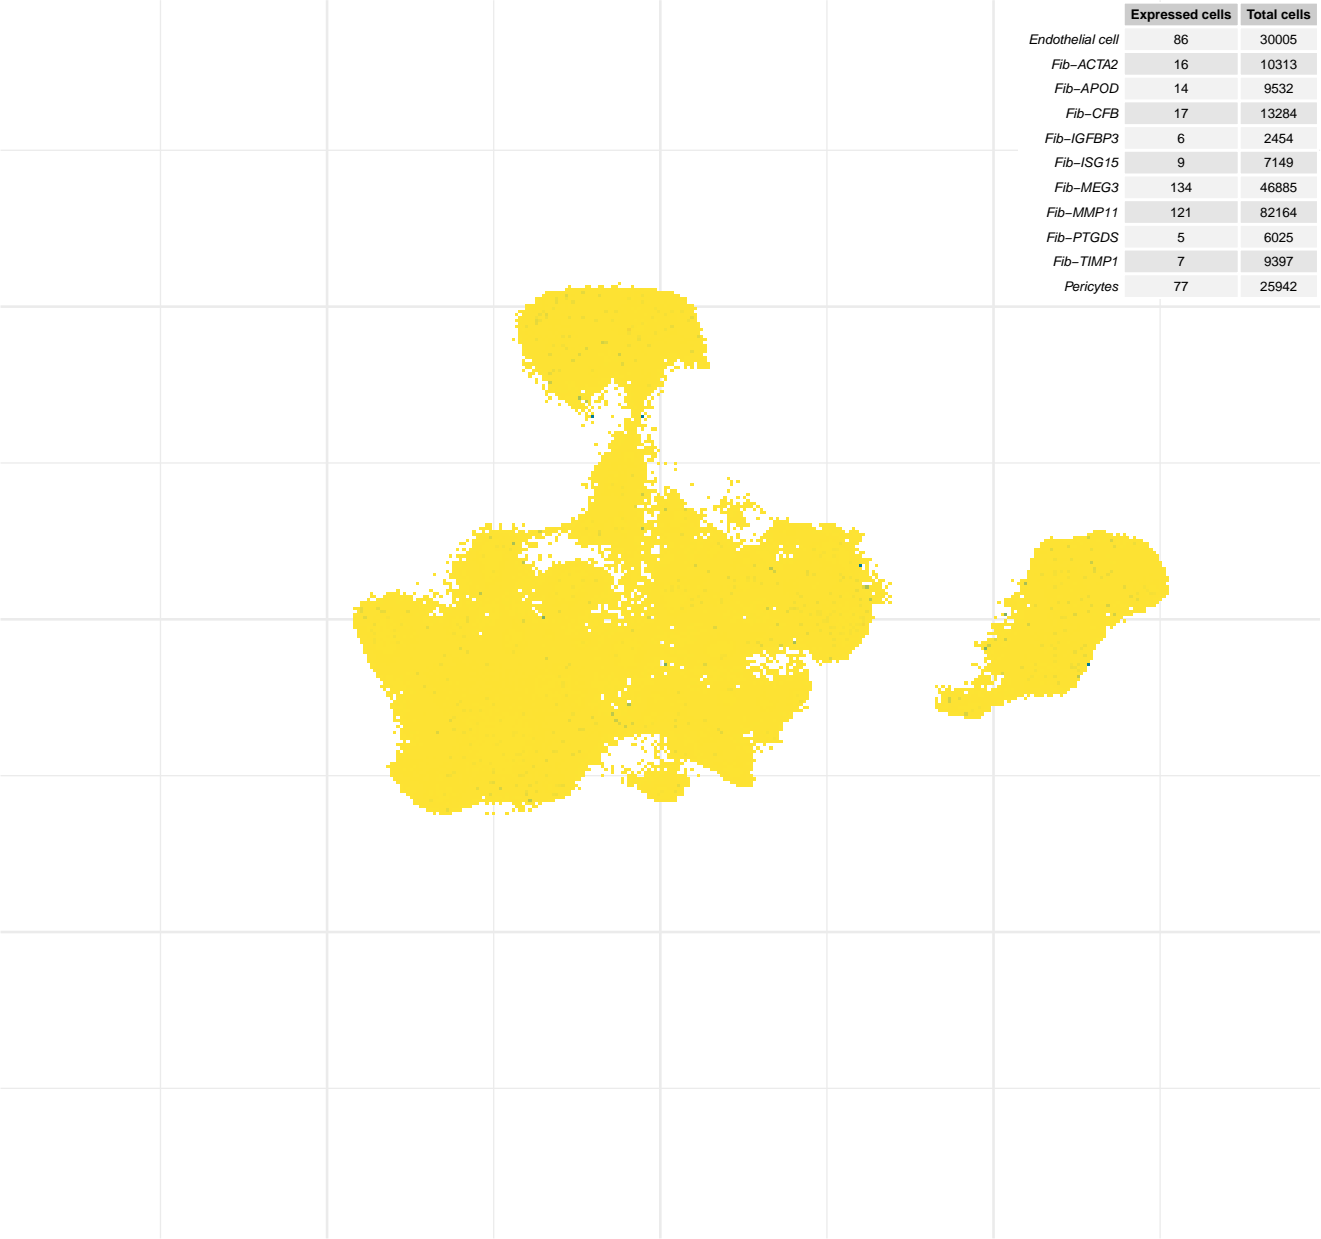 Expressed cells Total cells
Endothelial cell 86 30005
Fib−ACTA2 16 10313
Fib−APOD 14 9532
Fib−CFB 17 13284
Fib−IGFBP3 6 2454
Fib−ISG15 9 7149
Fib−MEG3 134 46885
Fib−MMP11 121 82164
Fib−PTGDS 5 6025
Fib−TIMP1 7 9397
Pericytes 77 25942